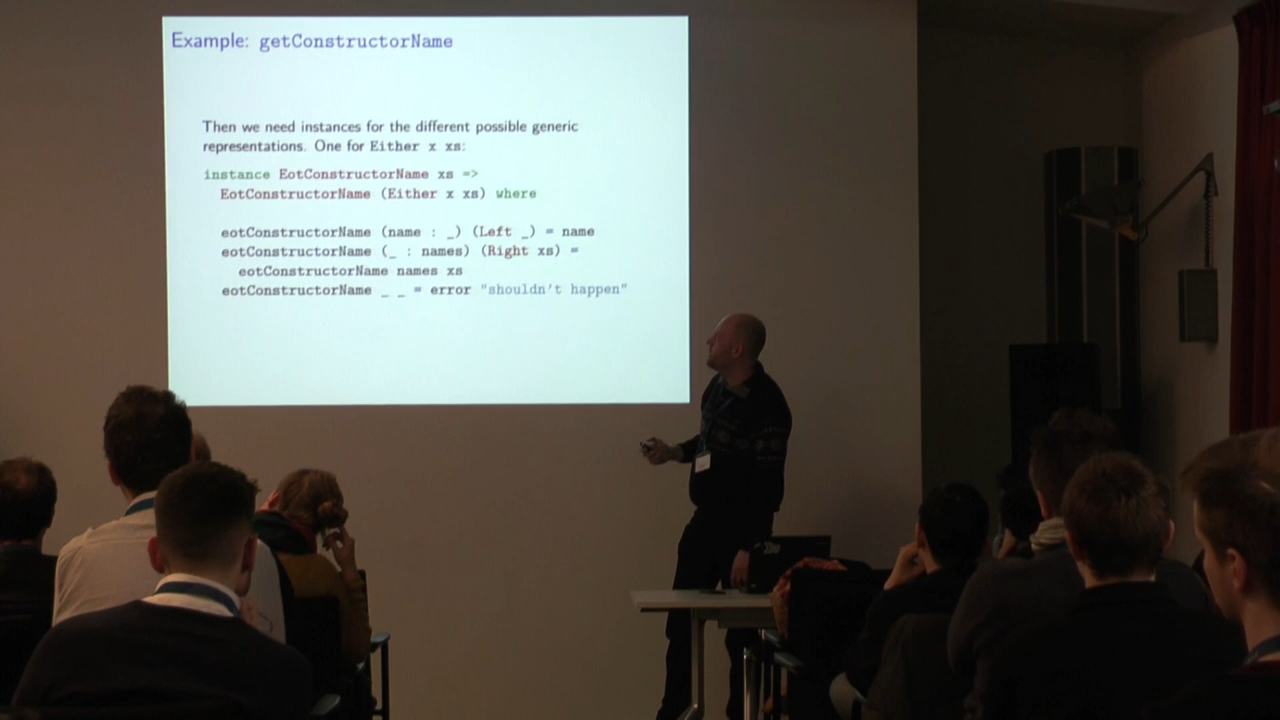 Example: getConstructorName
Then we need instances for the different possible generic
representations. One for Either x xs:
instance EotConstructorName xs =>
EotConstructorName (Either x xs) where
eotConstructorName (name : _) (Left _) = name
eotConstructorName (_ : names) (Right xs) =
eotConstructorName names xs
eotConstructorName _ _ = error "shouldn't happen"